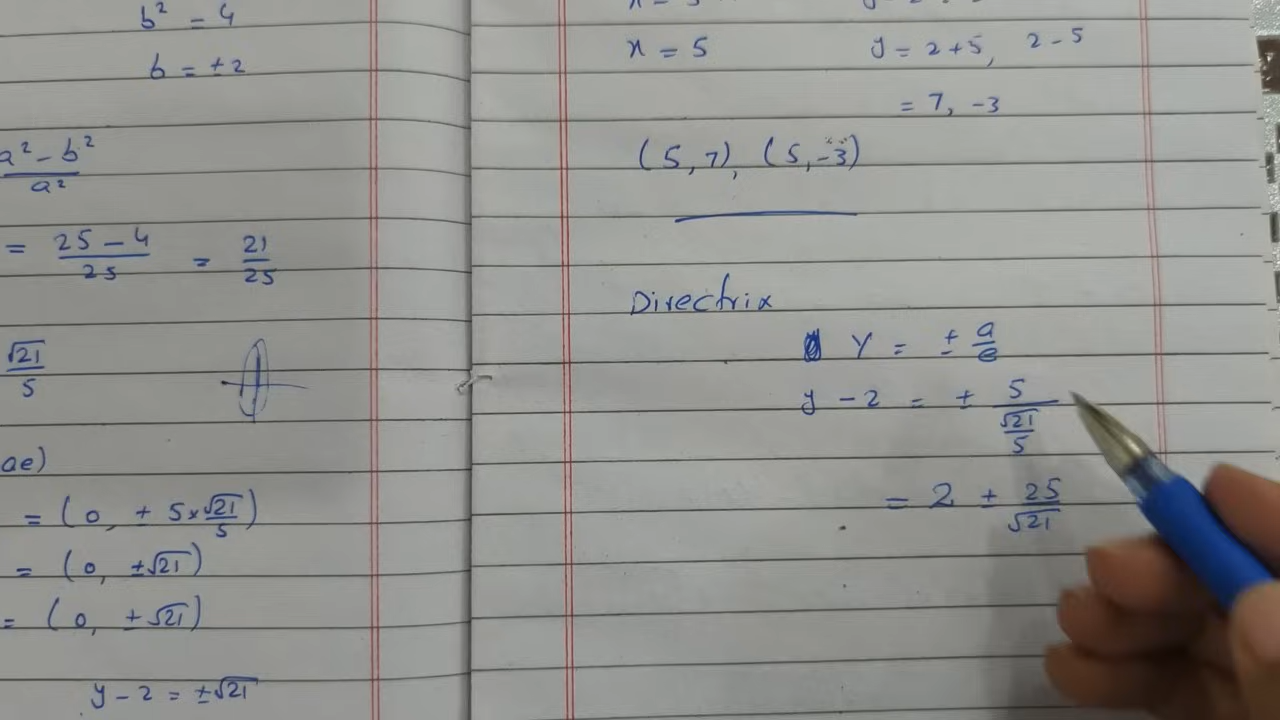 b² = 4
b = ±2
a² - b²
a²
= 25 - 4 / 25 = 21 / 25
√21 / 5
ae)
= (0, ± 5×√21/5)
= (0, ±√21)
= (0, ±√21)
y - 2 = ±√21
x = 5
y = 2+5, 2-5
= 7, -3
(5, 7), (5, -3)
Directrix
Y = ± a/e
y - 2 = ± 5 / (√21/5)
= 2 ± 25/√21